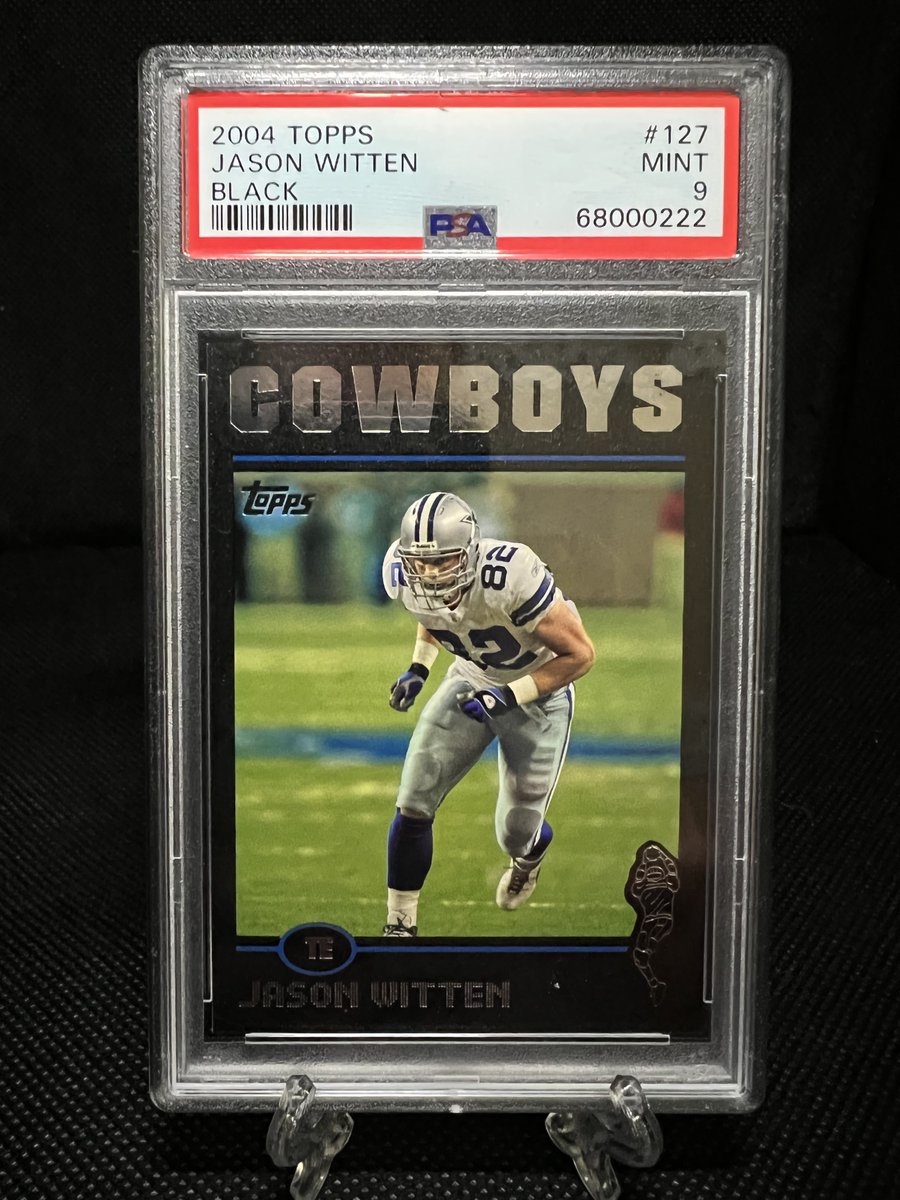 2004 TOPPS #127
JASON WITTEN MINT
BLACK 9
PSA 68000222
COWBOYS
Topps
82
82
TE
JASON WITTEN